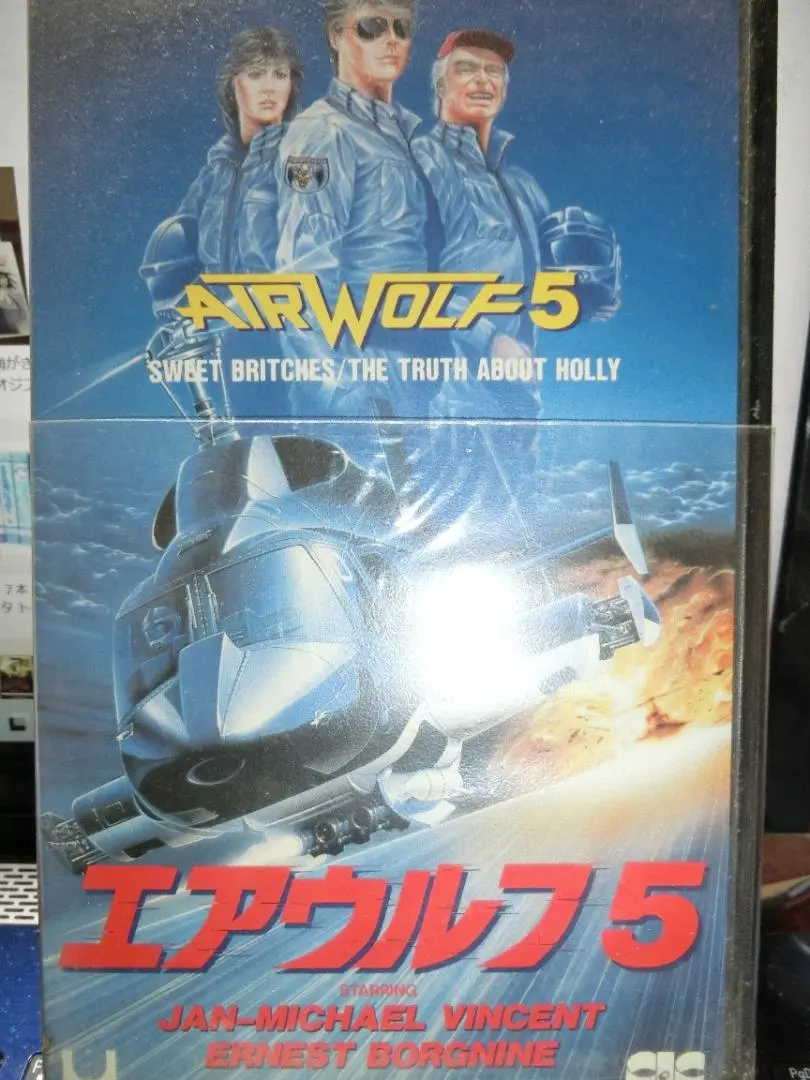 AIRWOLF 5
SWEET BRITCHES/THE TRUTH ABOUT HOLLY
エアウルフ5
STARRING
JAN-MICHAEL VINCENT
ERNEST BORGNINE
CIC